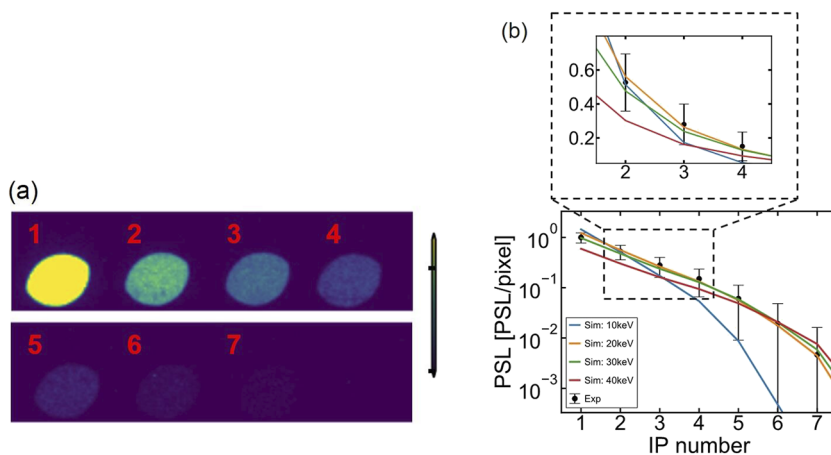 (b)
0.6
0.4
0.2
2 3 4
(a)
1 2 3 4
5 6 7
PSL [PSL/pixel]
10^0
10^-1
10^-2
10^-3
Sim: 10keV
Sim: 20keV
Sim: 30keV
Sim: 40keV
Exp
1 2 3 4 5 6 7
IP number